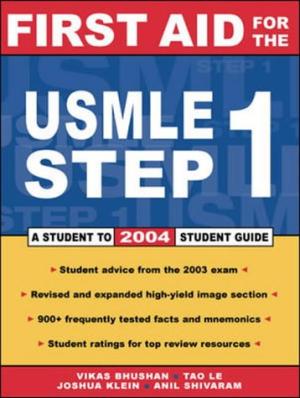 FIRST AID FOR THE
USMLE
STEP 1
A STUDENT TO 2004 STUDENT GUIDE
Student advice from the 2003 exam
Revised and expanded high-yield image section
900+ frequently tested facts and mnemonics
Student ratings for top review resources
VIKAS BHUSHAN • TAO LE
JOSHUA KLEIN • ANIL SHIVARAM